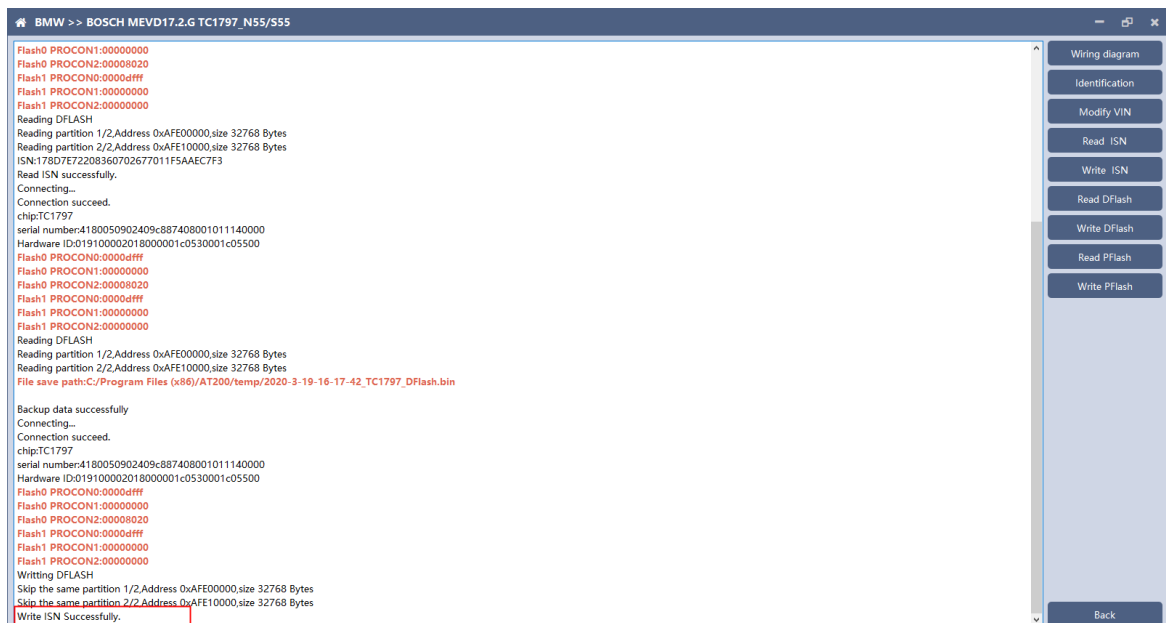 BMW >> BOSCH MEVD17.2.G TC1797_N55/S55
Flash0 PROCON1:00000000
Flash0 PROCON2:00008020
Flash1 PROCON0:0000dfff
Flash1 PROCON1:00000000
Flash1 PROCON2:00000000
Reading DFLASH
Reading partition 1/2,Address 0xAFE00000,size 32768 Bytes
Reading partition 2/2,Address 0xAFE10000,size 32768 Bytes
ISN:178D7E72208360702677011F5AAEC7F3
Read ISN successfully.
Connecting...
Connection succeed.
chip:TC1797
serial number:4180050902409c887408001011140000
Hardware ID:019100002018000001c0530001c05500
Flash0 PROCON0:0000dfff
Flash0 PROCON1:00000000
Flash0 PROCON2:00008020
Flash1 PROCON0:0000dfff
Flash1 PROCON1:00000000
Flash1 PROCON2:00000000
Reading DFLASH
Reading partition 1/2,Address 0xAFE00000,size 32768 Bytes
Reading partition 2/2,Address 0xAFE10000,size 32768 Bytes
File save path:C:/Program Files (x86)/AT200/temp/2020-3-19-16-17-42_TC1797_DFlash.bin
Backup data successfully
Connecting...
Connection succeed.
chip:TC1797
serial number:4180050902409c887408001011140000
Hardware ID:019100002018000001c0530001c05500
Flash0 PROCON0:0000dfff
Flash0 PROCON1:00000000
Flash0 PROCON2:00008020
Flash1 PROCON0:0000dfff
Flash1 PROCON1:00000000
Flash1 PROCON2:00000000
Writting DFLASH
Skip the same partition 1/2,Address 0xAFE00000,size 32768 Bytes
Skip the same partition 2/2,Address 0xAFE10000,size 32768 Bytes
Write ISN Successfully.
Wiring diagram
Identification
Modify VIN
Read ISN
Write ISN
Read DFlash
Write DFlash
Read PFlash
Write PFlash
Back